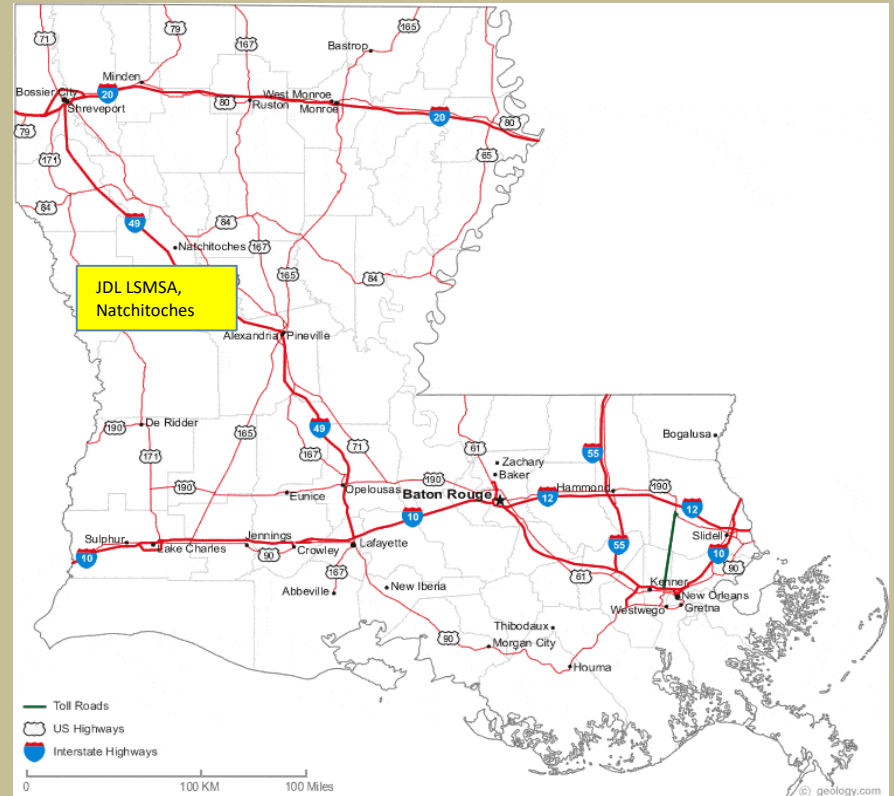 71
79
167
165
Bastrop
Minden
Bossier City
20
Shreveport
80
Ruston
West Monroe
Monroe
20
80
79
171
65
84
49
84
Natchitoches
167
165
84
JDL LSMSA,
Natchitoches
Alexandria
Pineville
190
De Ridder
165
49
71
167
171
61
55
Bogalusa
Zachary
Baker
190
190
Eunice
Opelousas
Baton Rouge
12
Hammond
190
12
10
Sulphur
Lake Charles
Jennings
90
Crowley
Lafayette
55
Slidell
10
10
90
61
Kenner
New Orleans
Gretna
Westwego
167
Abbeville
New Iberia
Thibodaux
90
Morgan City
Houma
Toll Roads
US Highways
Interstate Highways
0
100 KM
100 Miles
© geology.com